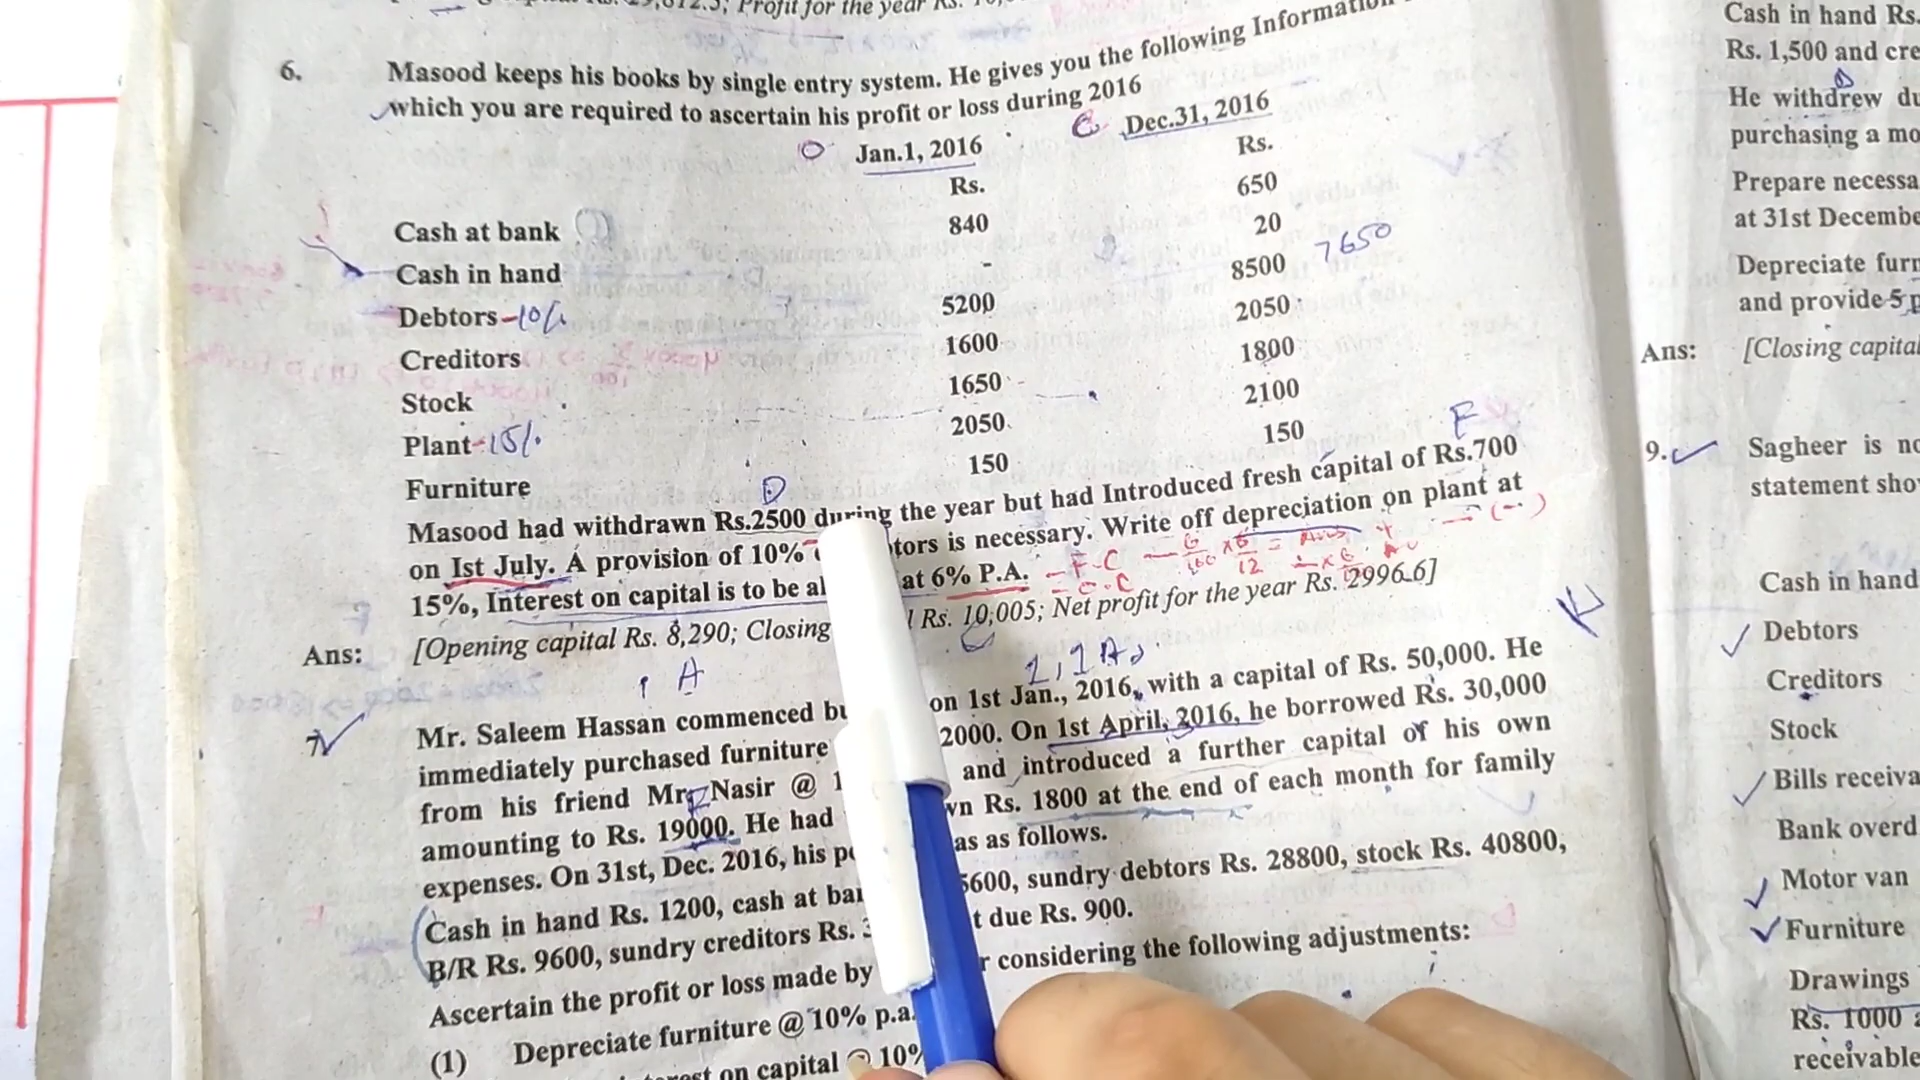 Profit for the year Rs.
6. Masood keeps his books by single entry system. He gives you the following Information
which you are required to ascertain his profit or loss during 2016
O Jan.1, 2016 C Dec.31, 2016
Rs. Rs.
Cash at bank 840 650
Cash in hand - 20
Debtors -10% 5200 8500 7650
Creditors 1600 2050
Stock 1650 1800
Plant -15% 2050 2100
Furniture 150 150
D F
Masood had withdrawn Rs.2500 during the year but had Introduced fresh capital of Rs.700
on Ist July. A provision of 10% tors is necessary. Write off depreciation on plant at
15%, Interest on capital is to be al at 6% P.A. - F.C
Ans: [Opening capital Rs. 8,290; Closing l Rs. 10,005; Net profit for the year Rs. 2996.6]
A
7. Mr. Saleem Hassan commenced bu on 1st Jan., 2016, with a capital of Rs. 50,000. He
immediately purchased furniture 2000. On 1st April, 2016, he borrowed Rs. 30,000
from his friend Mr. Nasir @ 1 and introduced a further capital of his own
amounting to Rs. 19000. He had wn Rs. 1800 at the end of each month for family
expenses. On 31st, Dec. 2016, his po as as follows.
Cash in hand Rs. 1200, cash at ban 5600, sundry debtors Rs. 28800, stock Rs. 40800,
B/R Rs. 9600, sundry creditors Rs. 3 t due Rs. 900.
Ascertain the profit or loss made by r considering the following adjustments:
(1) Depreciate furniture @ 10% p.a.
rest on capital @ 10%
Cash in hand Rs.
Rs. 1,500 and cre
He withdrew du
purchasing a mo
Prepare necessa
at 31st Decembe
Depreciate furn
and provide 5 p
Ans: [Closing capital
9. Sagheer is no
statement sho
Cash in hand
Debtors
Creditors
Stock
Bills receiva
Bank overd
Motor van
Furniture
Drawings
Rs. 1000 a
receivable